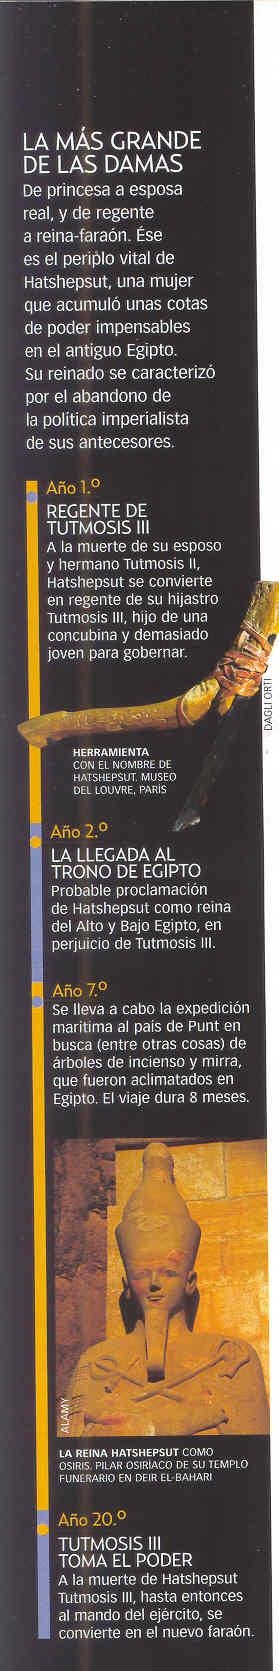 LA MÁS GRANDE
DE LAS DAMAS
De princesa a esposa
real, y de regente
a reina-faraón. Ése
es el periplo vital de
Hatshepsut, una mujer
que acumuló unas cotas
de poder impensables
en el antiguo Egipto.
Su reinado se caracterizó
por el abandono de
la política imperialista
de sus antecesores.
Año 1.º
REGENTE DE
TUTMOSIS III
A la muerte de su esposo
y hermano Tutmosis II,
Hatshepsut se convierte
en regente de su hijastro
Tutmosis III, hijo de una
concubina y demasiado
joven para gobernar.
DAGLI ORTI
HERRAMIENTA
CON EL NOMBRE DE
HATSHEPSUT. MUSEO
DEL LOUVRE, PARÍS
Año 2.º
LA LLEGADA AL
TRONO DE EGIPTO
Probable proclamación
de Hatshepsut como reina
del Alto y Bajo Egipto, en
perjuicio de Tutmosis III.
Año 7.º
Se lleva a cabo la expedición
marítima al país de Punt en
busca (entre otras cosas) de
árboles de incienso y mirra,
que fueron aclimatados en
Egipto. El viaje dura 8 meses.
ALAMY
LA REINA HATSHEPSUT COMO
OSIRIS. PILAR OSIRÍACO DE SU TEMPLO
FUNERARIO EN DEIR EL-BAHARI
Año 20.º
TUTMOSIS III
TOMA EL PODER
A la muerte de Hatshepsut
Tutmosis III, hasta entonces
al mando del ejército, se
convierte en el nuevo faraón.